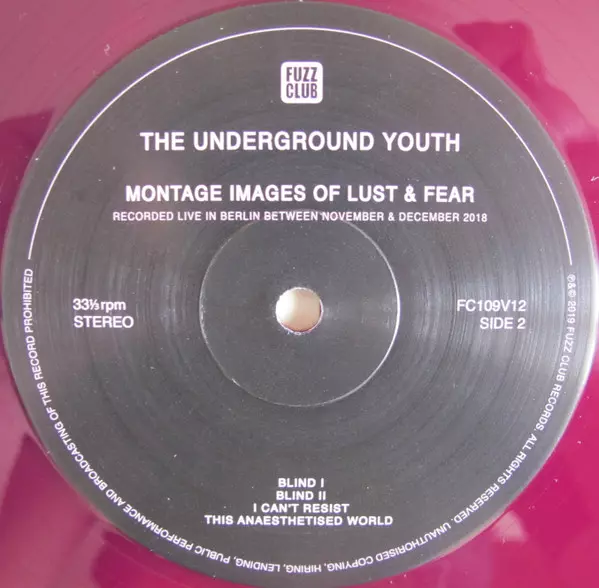 FUZZ
CLUB
THE UNDERGROUND YOUTH
MONTAGE IMAGES OF LUST & FEAR
RECORDED LIVE IN BERLIN BETWEEN NOVEMBER & DECEMBER 2018
33⅓ rpm
STEREO
FC109V12
SIDE 2
BLIND I
BLIND II
I CAN'T RESIST
THIS ANAESTHETISED WORLD
℗&© 2019 FUZZ CLUB RECORDS. ALL RIGHTS RESERVED. UNAUTHORISED COPYING, HIRING, LENDING, PUBLIC PERFORMANCE AND BROADCASTING OF THIS RECORD PROHIBITED